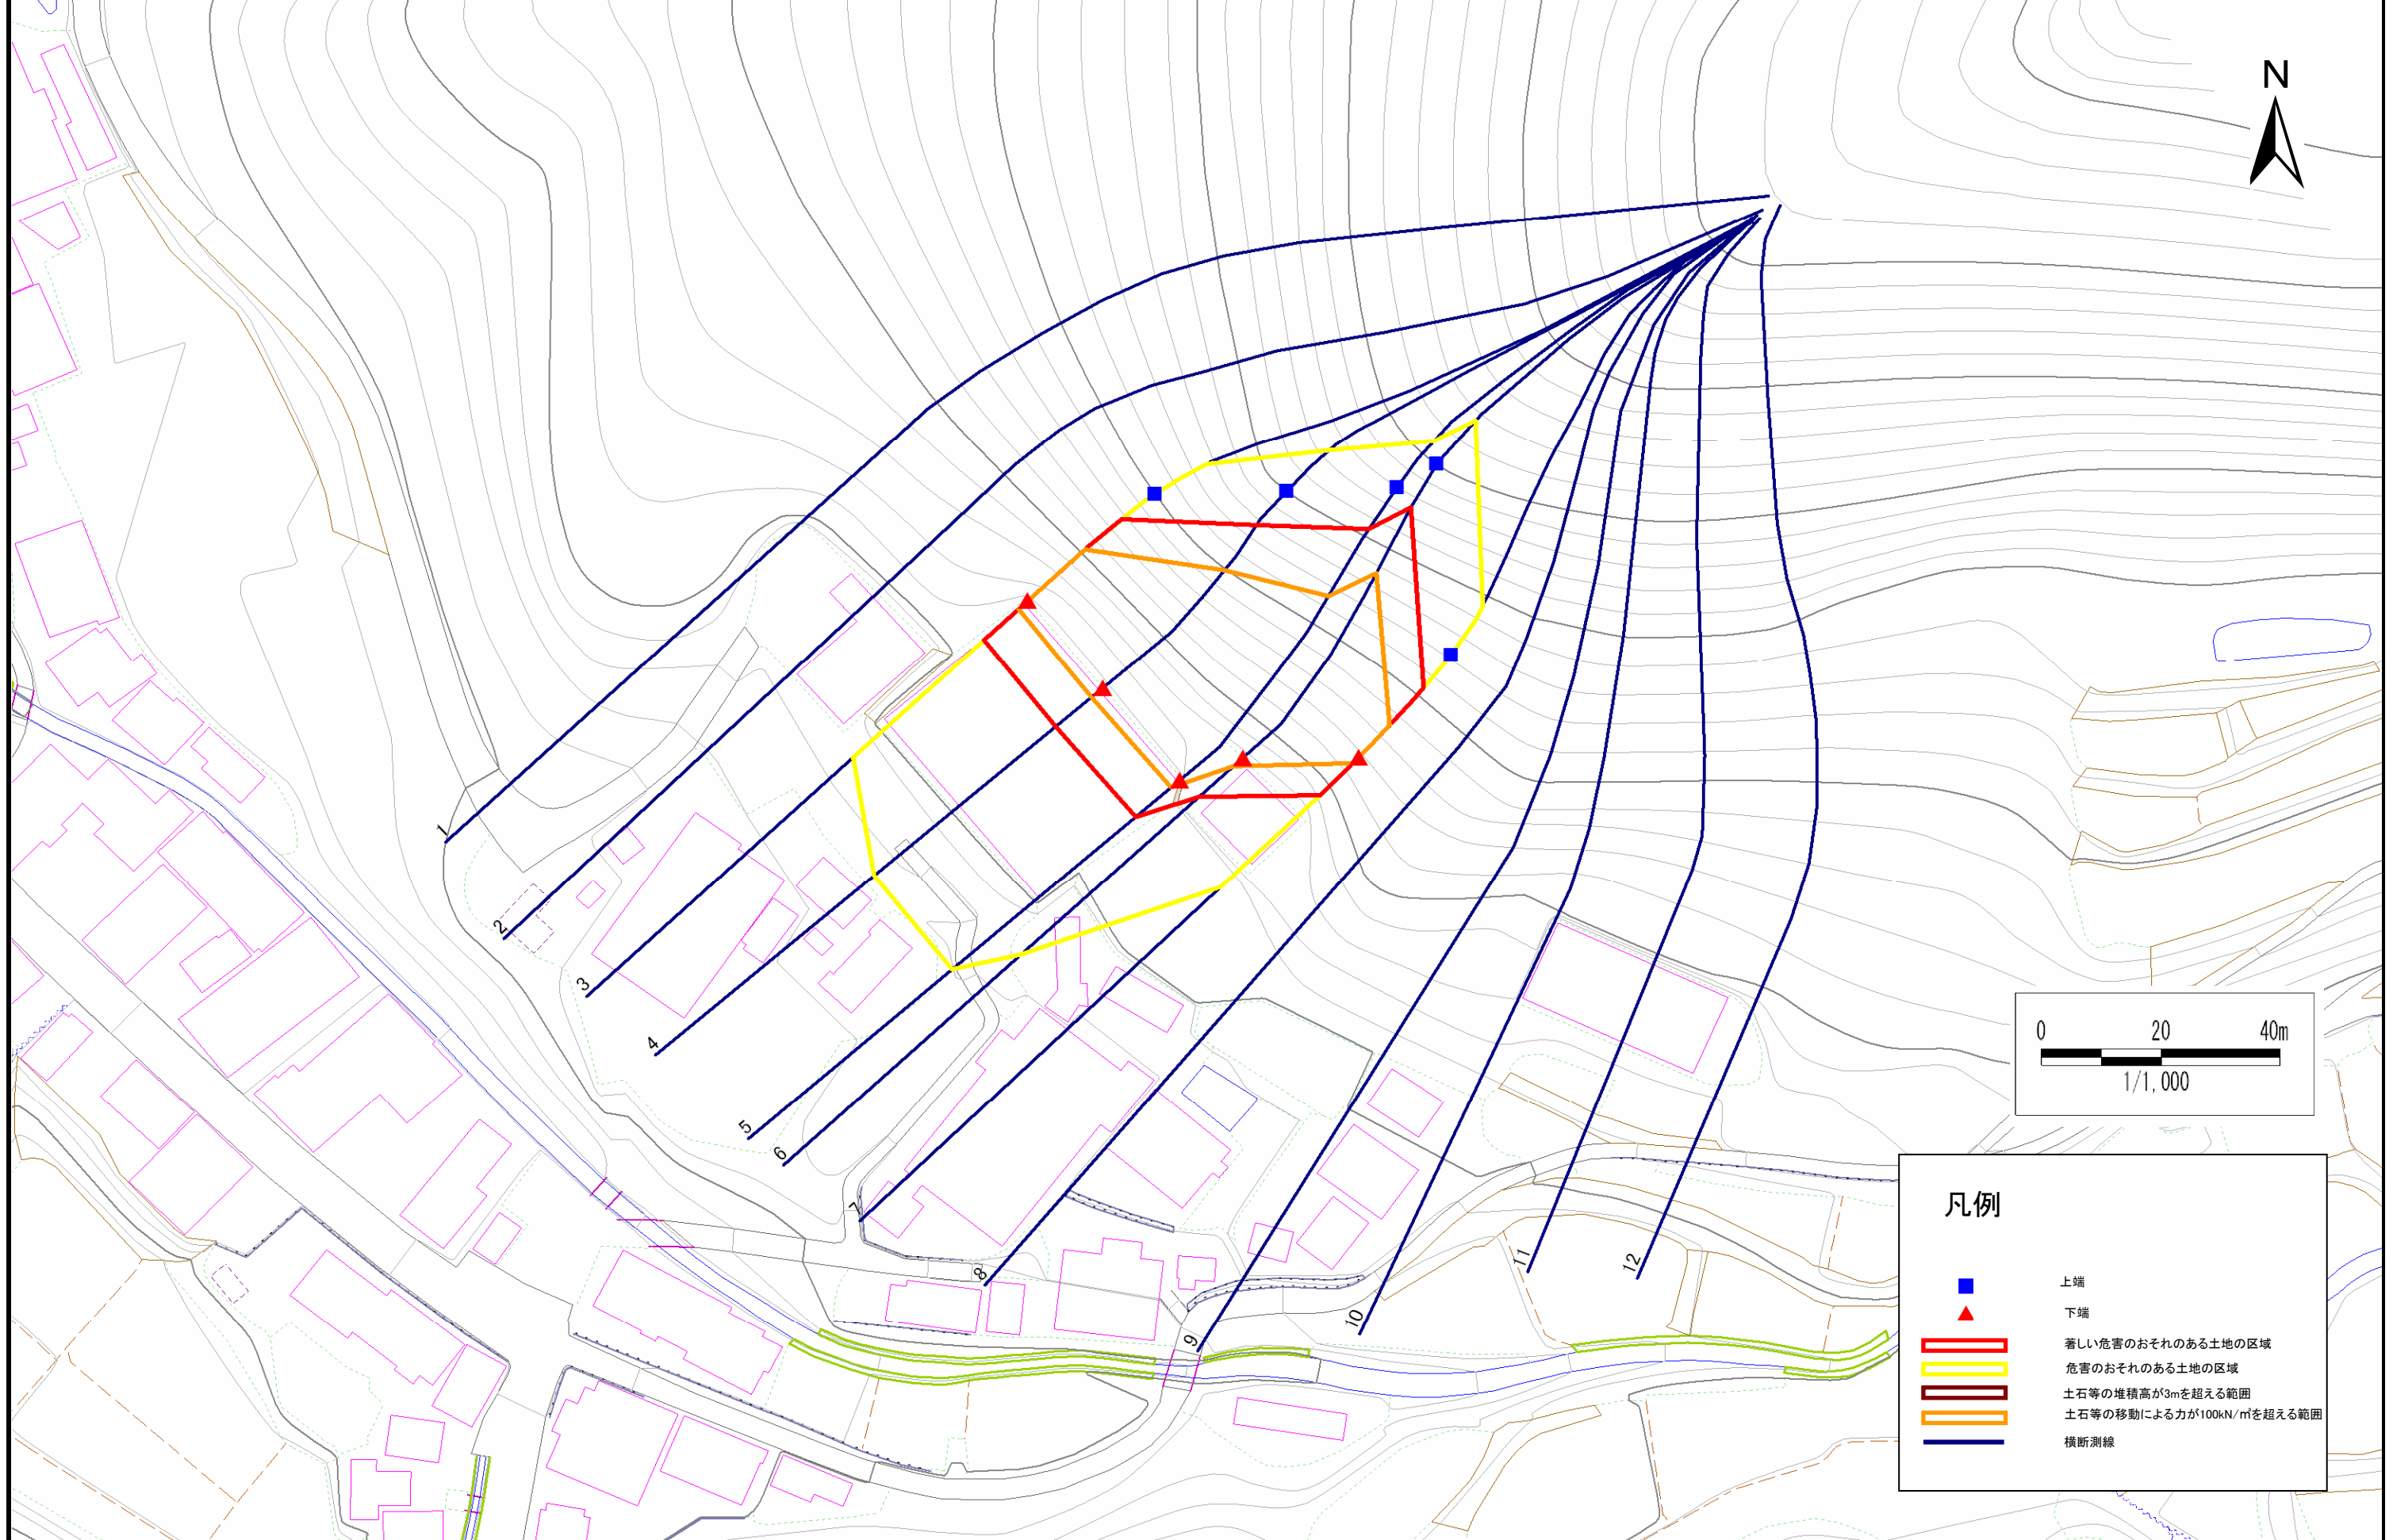 N
1
2
3
4
5
6
7
8
9
10
11
12
0 20 40m
1/1,000
凡例
上端
下端
著しい危害のおそれのある土地の区域
危害のおそれのある土地の区域
土石等の堆積高が3mを超える範囲
土石等の移動による力が100kN/㎡を超える範囲
横断測線